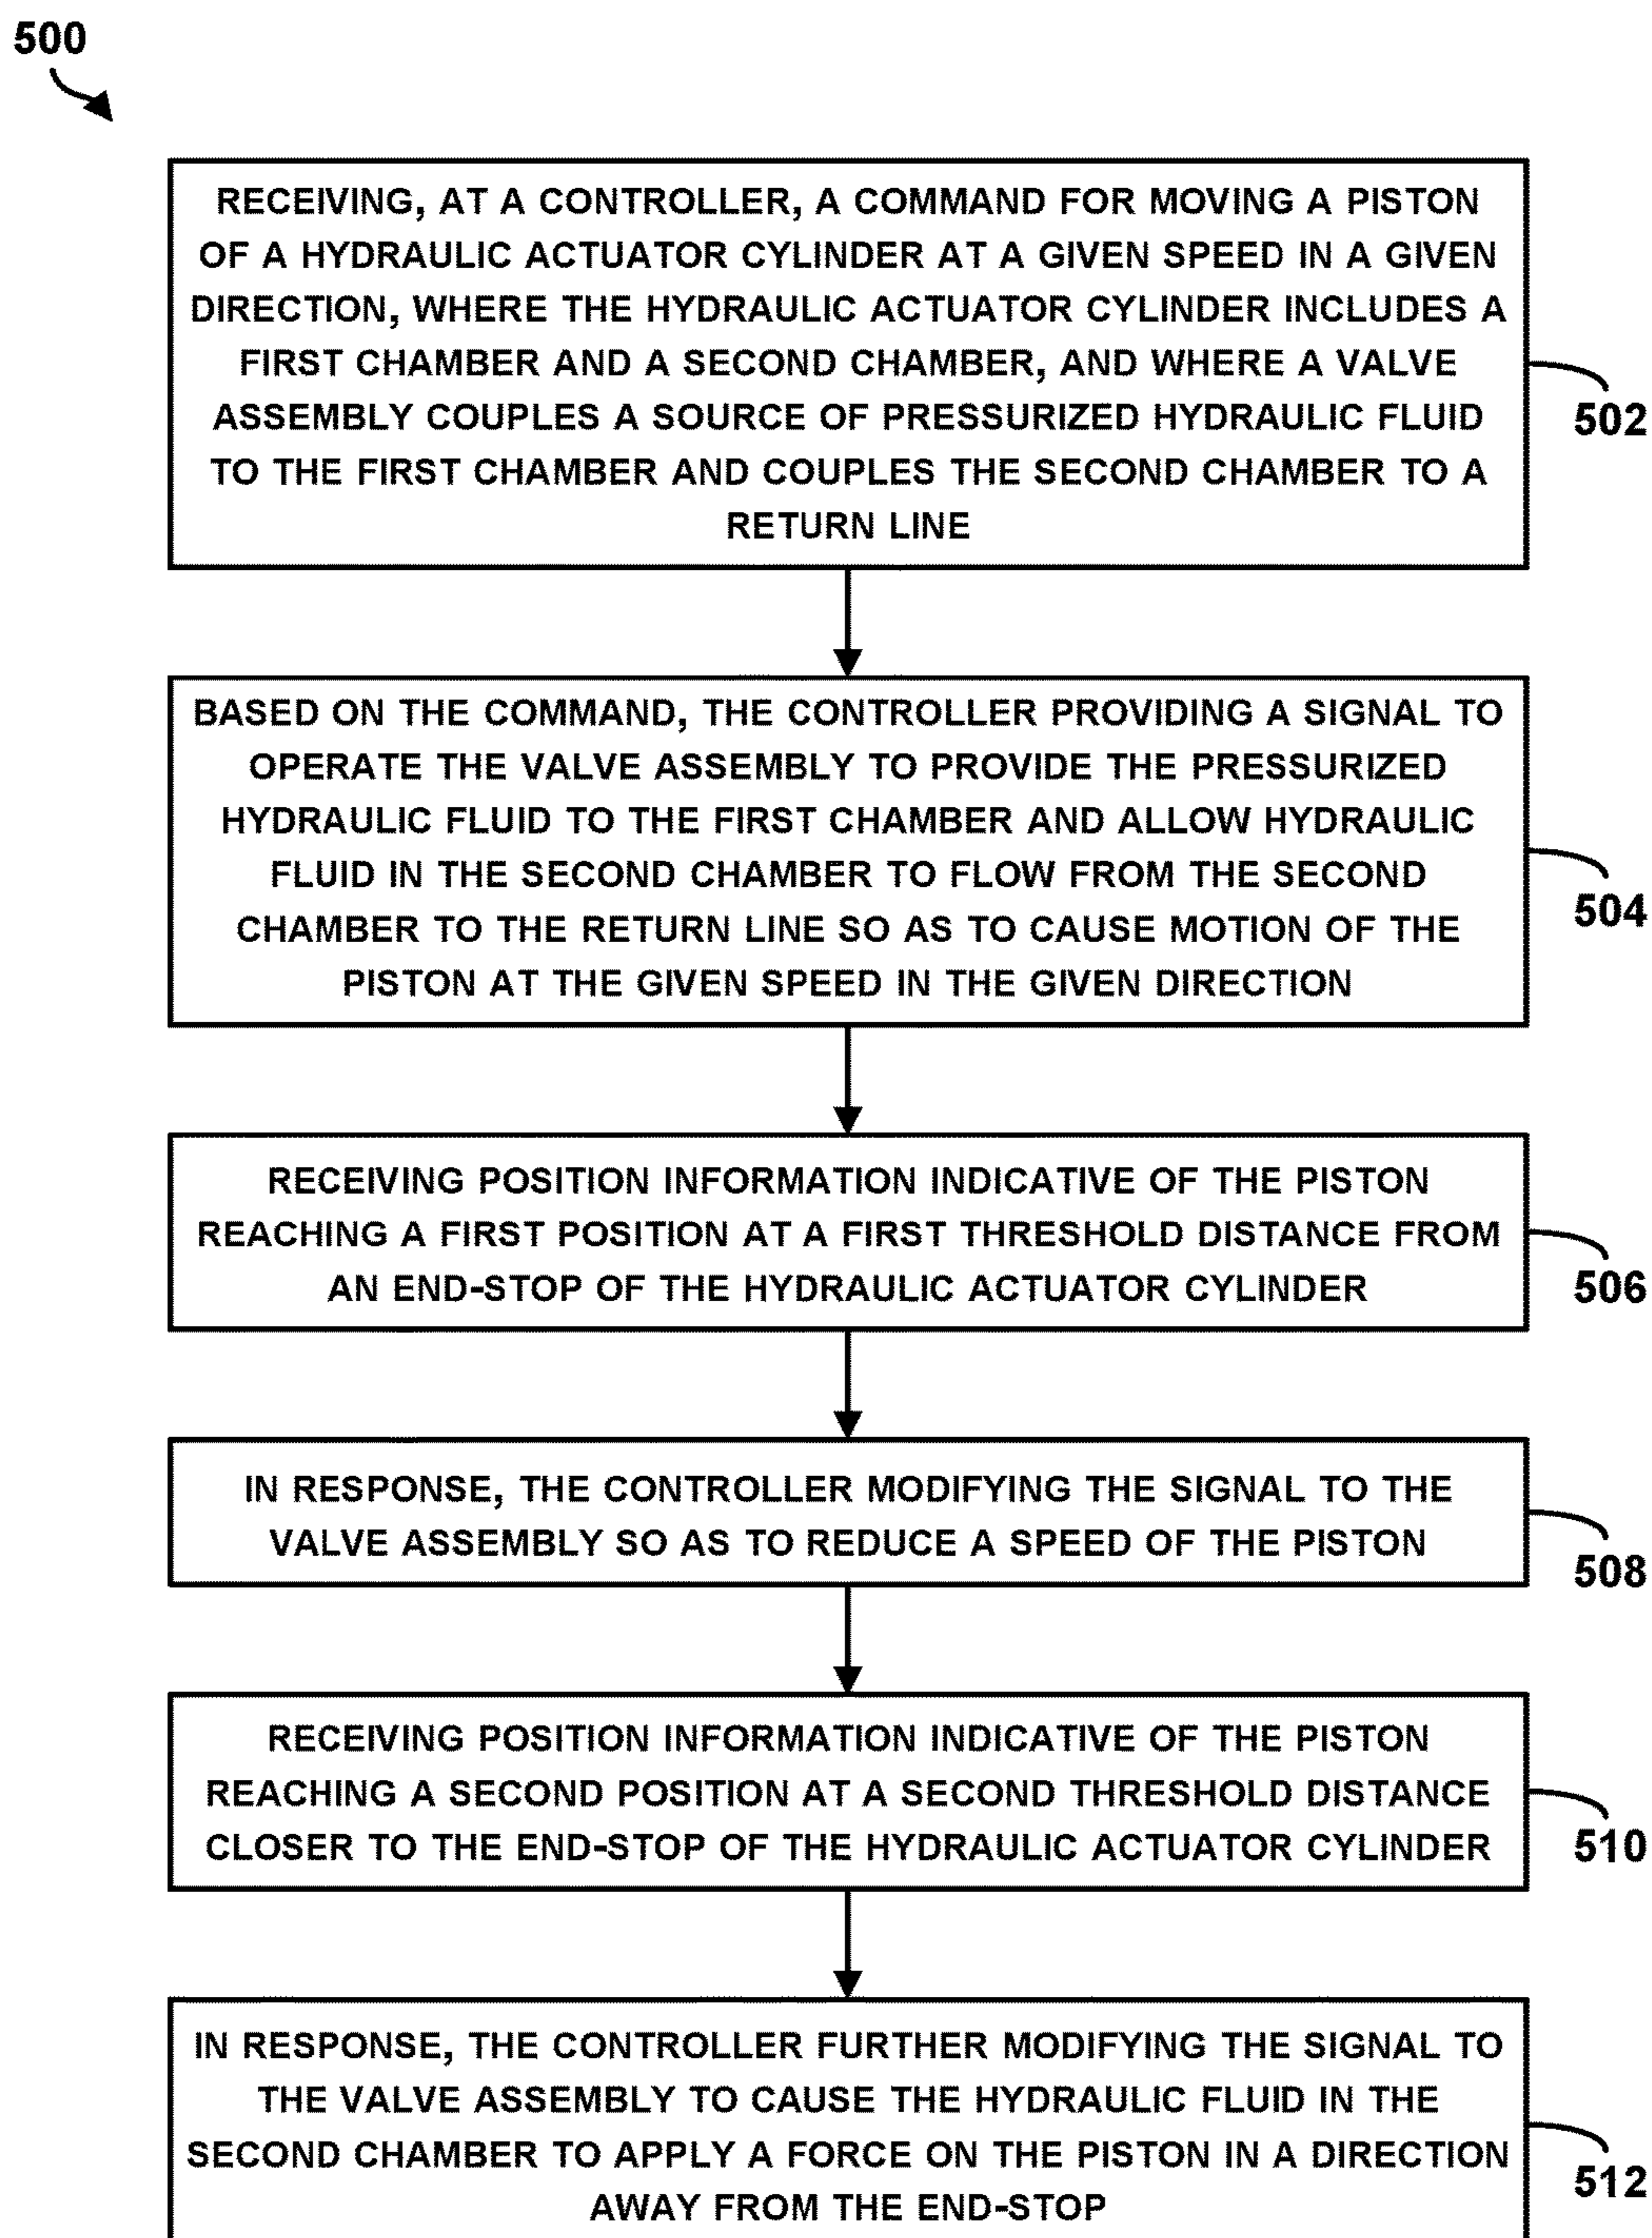 500
RECEIVING, AT A CONTROLLER, A COMMAND FOR MOVING A PISTON
OF A HYDRAULIC ACTUATOR CYLINDER AT A GIVEN SPEED IN A GIVEN
DIRECTION, WHERE THE HYDRAULIC ACTUATOR CYLINDER INCLUDES A
FIRST CHAMBER AND A SECOND CHAMBER, AND WHERE A VALVE
ASSEMBLY COUPLES A SOURCE OF PRESSURIZED HYDRAULIC FLUID
TO THE FIRST CHAMBER AND COUPLES THE SECOND CHAMBER TO A
RETURN LINE
502
BASED ON THE COMMAND, THE CONTROLLER PROVIDING A SIGNAL TO
OPERATE THE VALVE ASSEMBLY TO PROVIDE THE PRESSURIZED
HYDRAULIC FLUID TO THE FIRST CHAMBER AND ALLOW HYDRAULIC
FLUID IN THE SECOND CHAMBER TO FLOW FROM THE SECOND
CHAMBER TO THE RETURN LINE SO AS TO CAUSE MOTION OF THE
PISTON AT THE GIVEN SPEED IN THE GIVEN DIRECTION
504
RECEIVING POSITION INFORMATION INDICATIVE OF THE PISTON
REACHING A FIRST POSITION AT A FIRST THRESHOLD DISTANCE FROM
AN END-STOP OF THE HYDRAULIC ACTUATOR CYLINDER
506
IN RESPONSE, THE CONTROLLER MODIFYING THE SIGNAL TO THE
VALVE ASSEMBLY SO AS TO REDUCE A SPEED OF THE PISTON
508
RECEIVING POSITION INFORMATION INDICATIVE OF THE PISTON
REACHING A SECOND POSITION AT A SECOND THRESHOLD DISTANCE
CLOSER TO THE END-STOP OF THE HYDRAULIC ACTUATOR CYLINDER
510
IN RESPONSE, THE CONTROLLER FURTHER MODIFYING THE SIGNAL TO
THE VALVE ASSEMBLY TO CAUSE THE HYDRAULIC FLUID IN THE
SECOND CHAMBER TO APPLY A FORCE ON THE PISTON IN A DIRECTION
AWAY FROM THE END-STOP
512